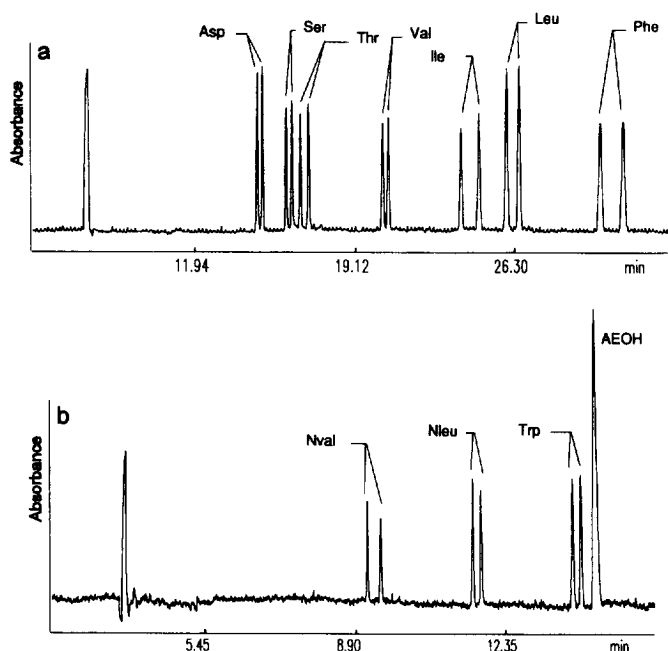 a
Absorbance
Asp
Ser
Thr
Val
Ile
Leu
Phe
11.94 19.12 26.30 min
b
Absorbance
Nval
Nleu
Trp
AEOH
5.45 8.90 12.35 min